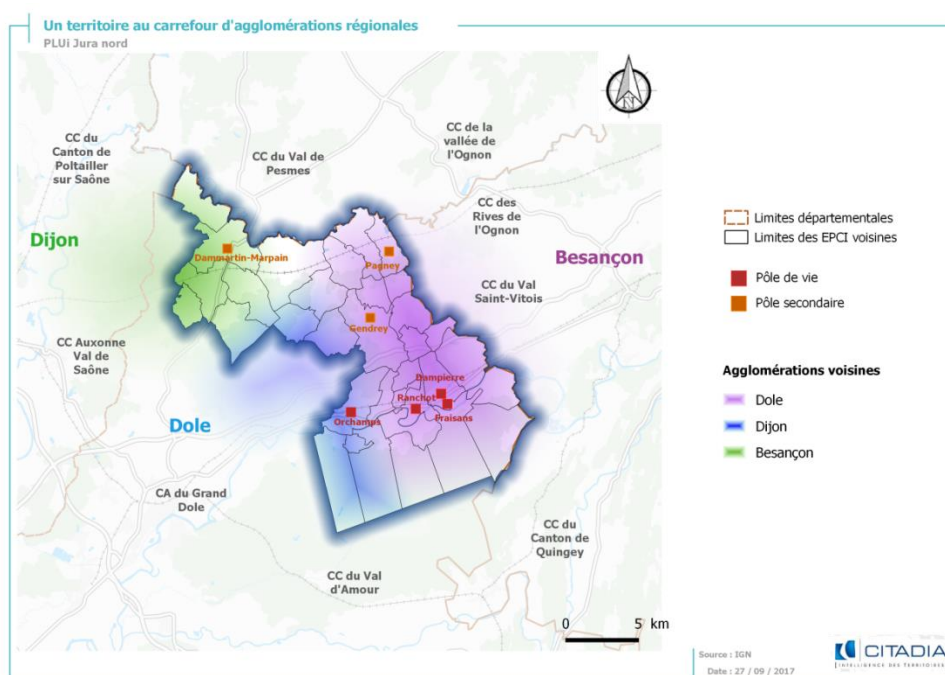 Un territoire au carrefour d'agglomérations régionales
PLUi Jura nord
N
CC du
Canton de
Poltailler
sur Saône
CC du Val de
Pesmes
CC de la
vallée de
l'Ognon
CC des
Rives de
l'Ognon
Dijon
Dammartin-Marpain
Pagney
Besançon
CC du Val
Saint-Vitois
Gendrey
CC Auxonne
Val de
Saône
Dampierre
Ranchot
Fraisans
Orchamps
Dole
CA du Grand
Dole
CC du
Canton de
Quingey
CC du Val
d'Amour
0 5 km
Limites départementales
Limites des EPCI voisines
Pôle de vie
Pôle secondaire
Agglomérations voisines
Dole
Dijon
Besançon
Source : IGN
Date : 27 / 09 / 2017
CITADIA
INTELLIGENCE DES TERRITOIRES